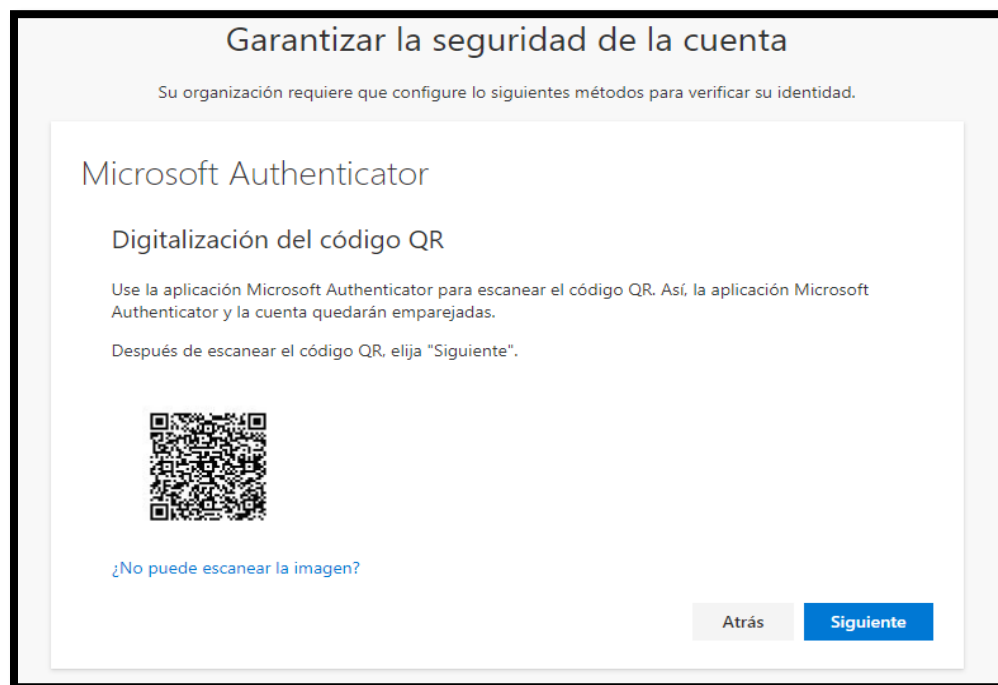 Garantizar la seguridad de la cuenta
Su organización requiere que configure lo siguientes métodos para verificar su identidad.
Microsoft Authenticator
Digitalización del código QR
Use la aplicación Microsoft Authenticator para escanear el código QR. Así, la aplicación Microsoft
Authenticator y la cuenta quedarán emparejadas.
Después de escanear el código QR, elija "Siguiente".
¿No puede escanear la imagen?
Atrás
Siguiente